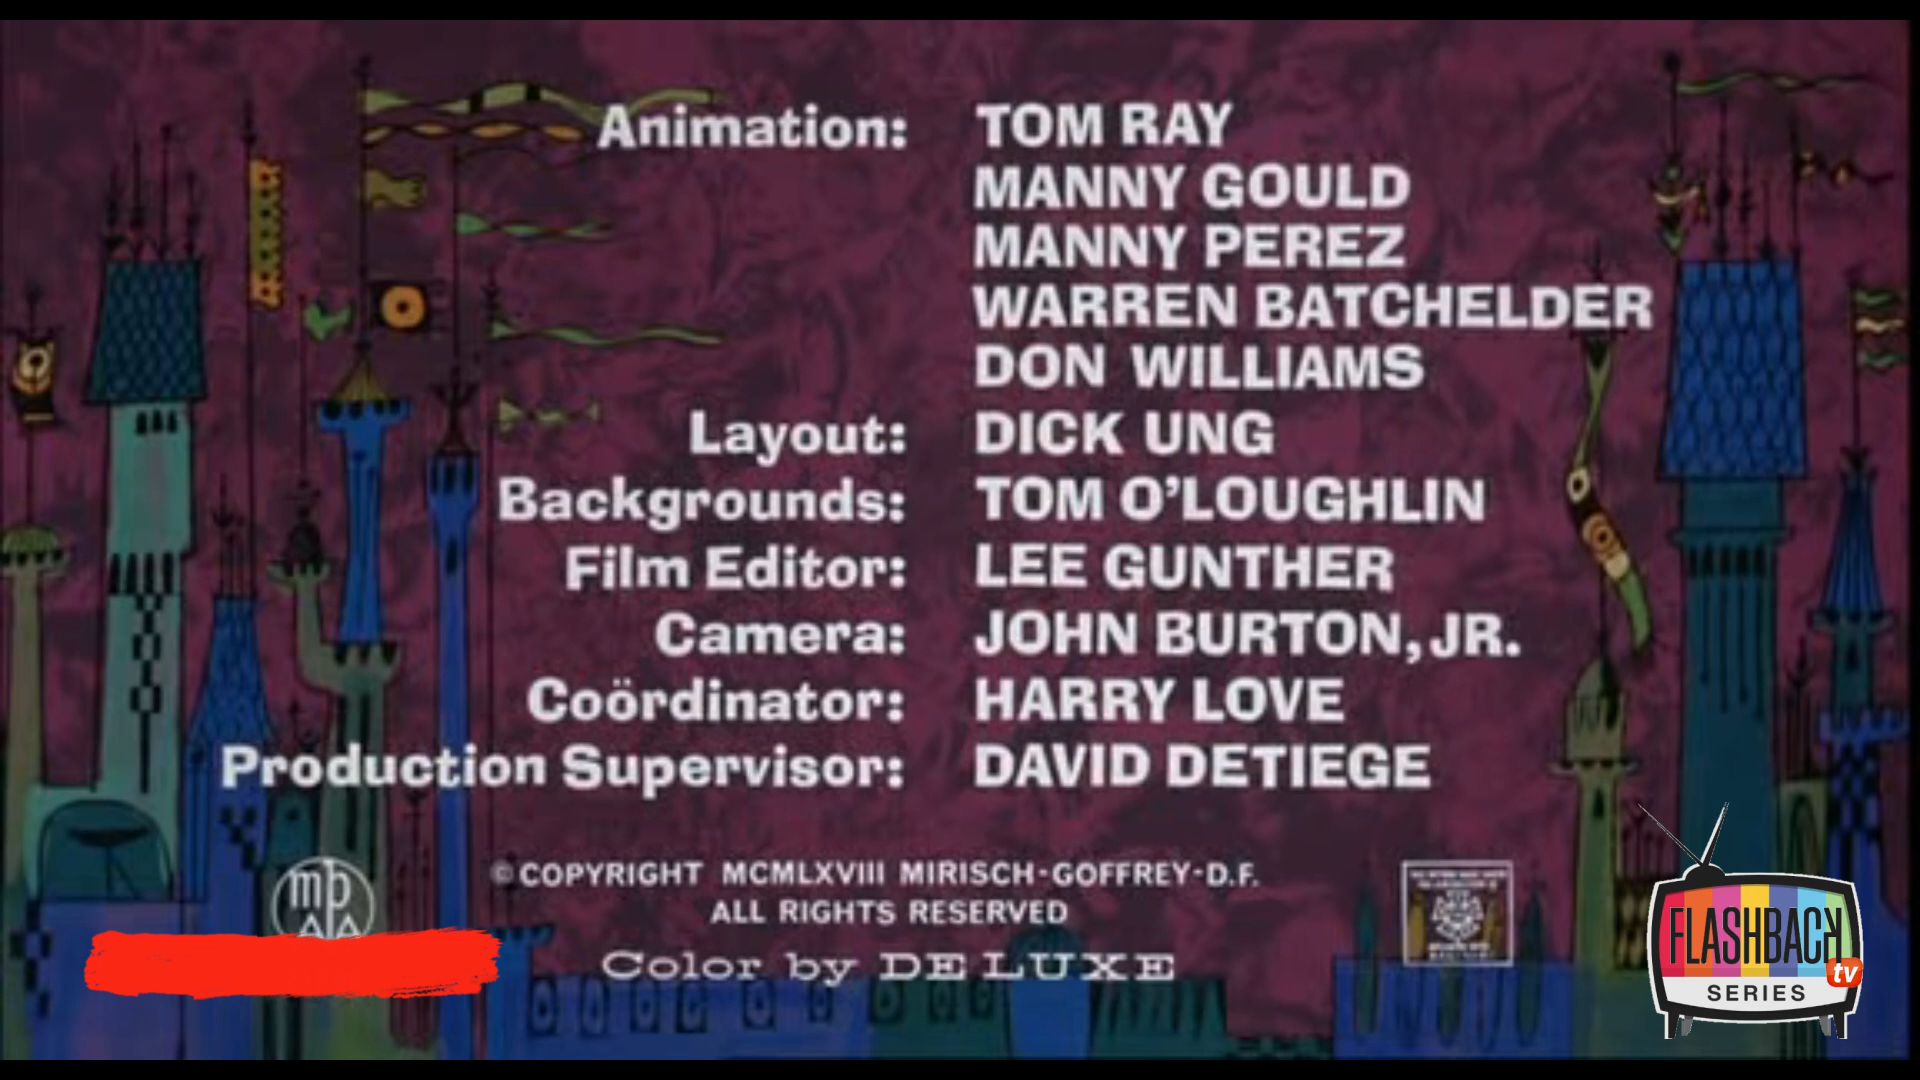 Animation: TOM RAY
MANNY GOULD
MANNY PEREZ
WARREN BATCHELDER
DON WILLIAMS
Layout: DICK UNG
Backgrounds: TOM O'LOUGHLIN
Film Editor: LEE GUNTHER
Camera: JOHN BURTON, JR.
Coördinator: HARRY LOVE
Production Supervisor: DAVID DETIEGE
© COPYRIGHT MCMLXVIII MIRISCH-GOFFREY-D.F.
ALL RIGHTS RESERVED
Color by DE LUXE
mp
AA
FLASHBACK
tv
SERIES